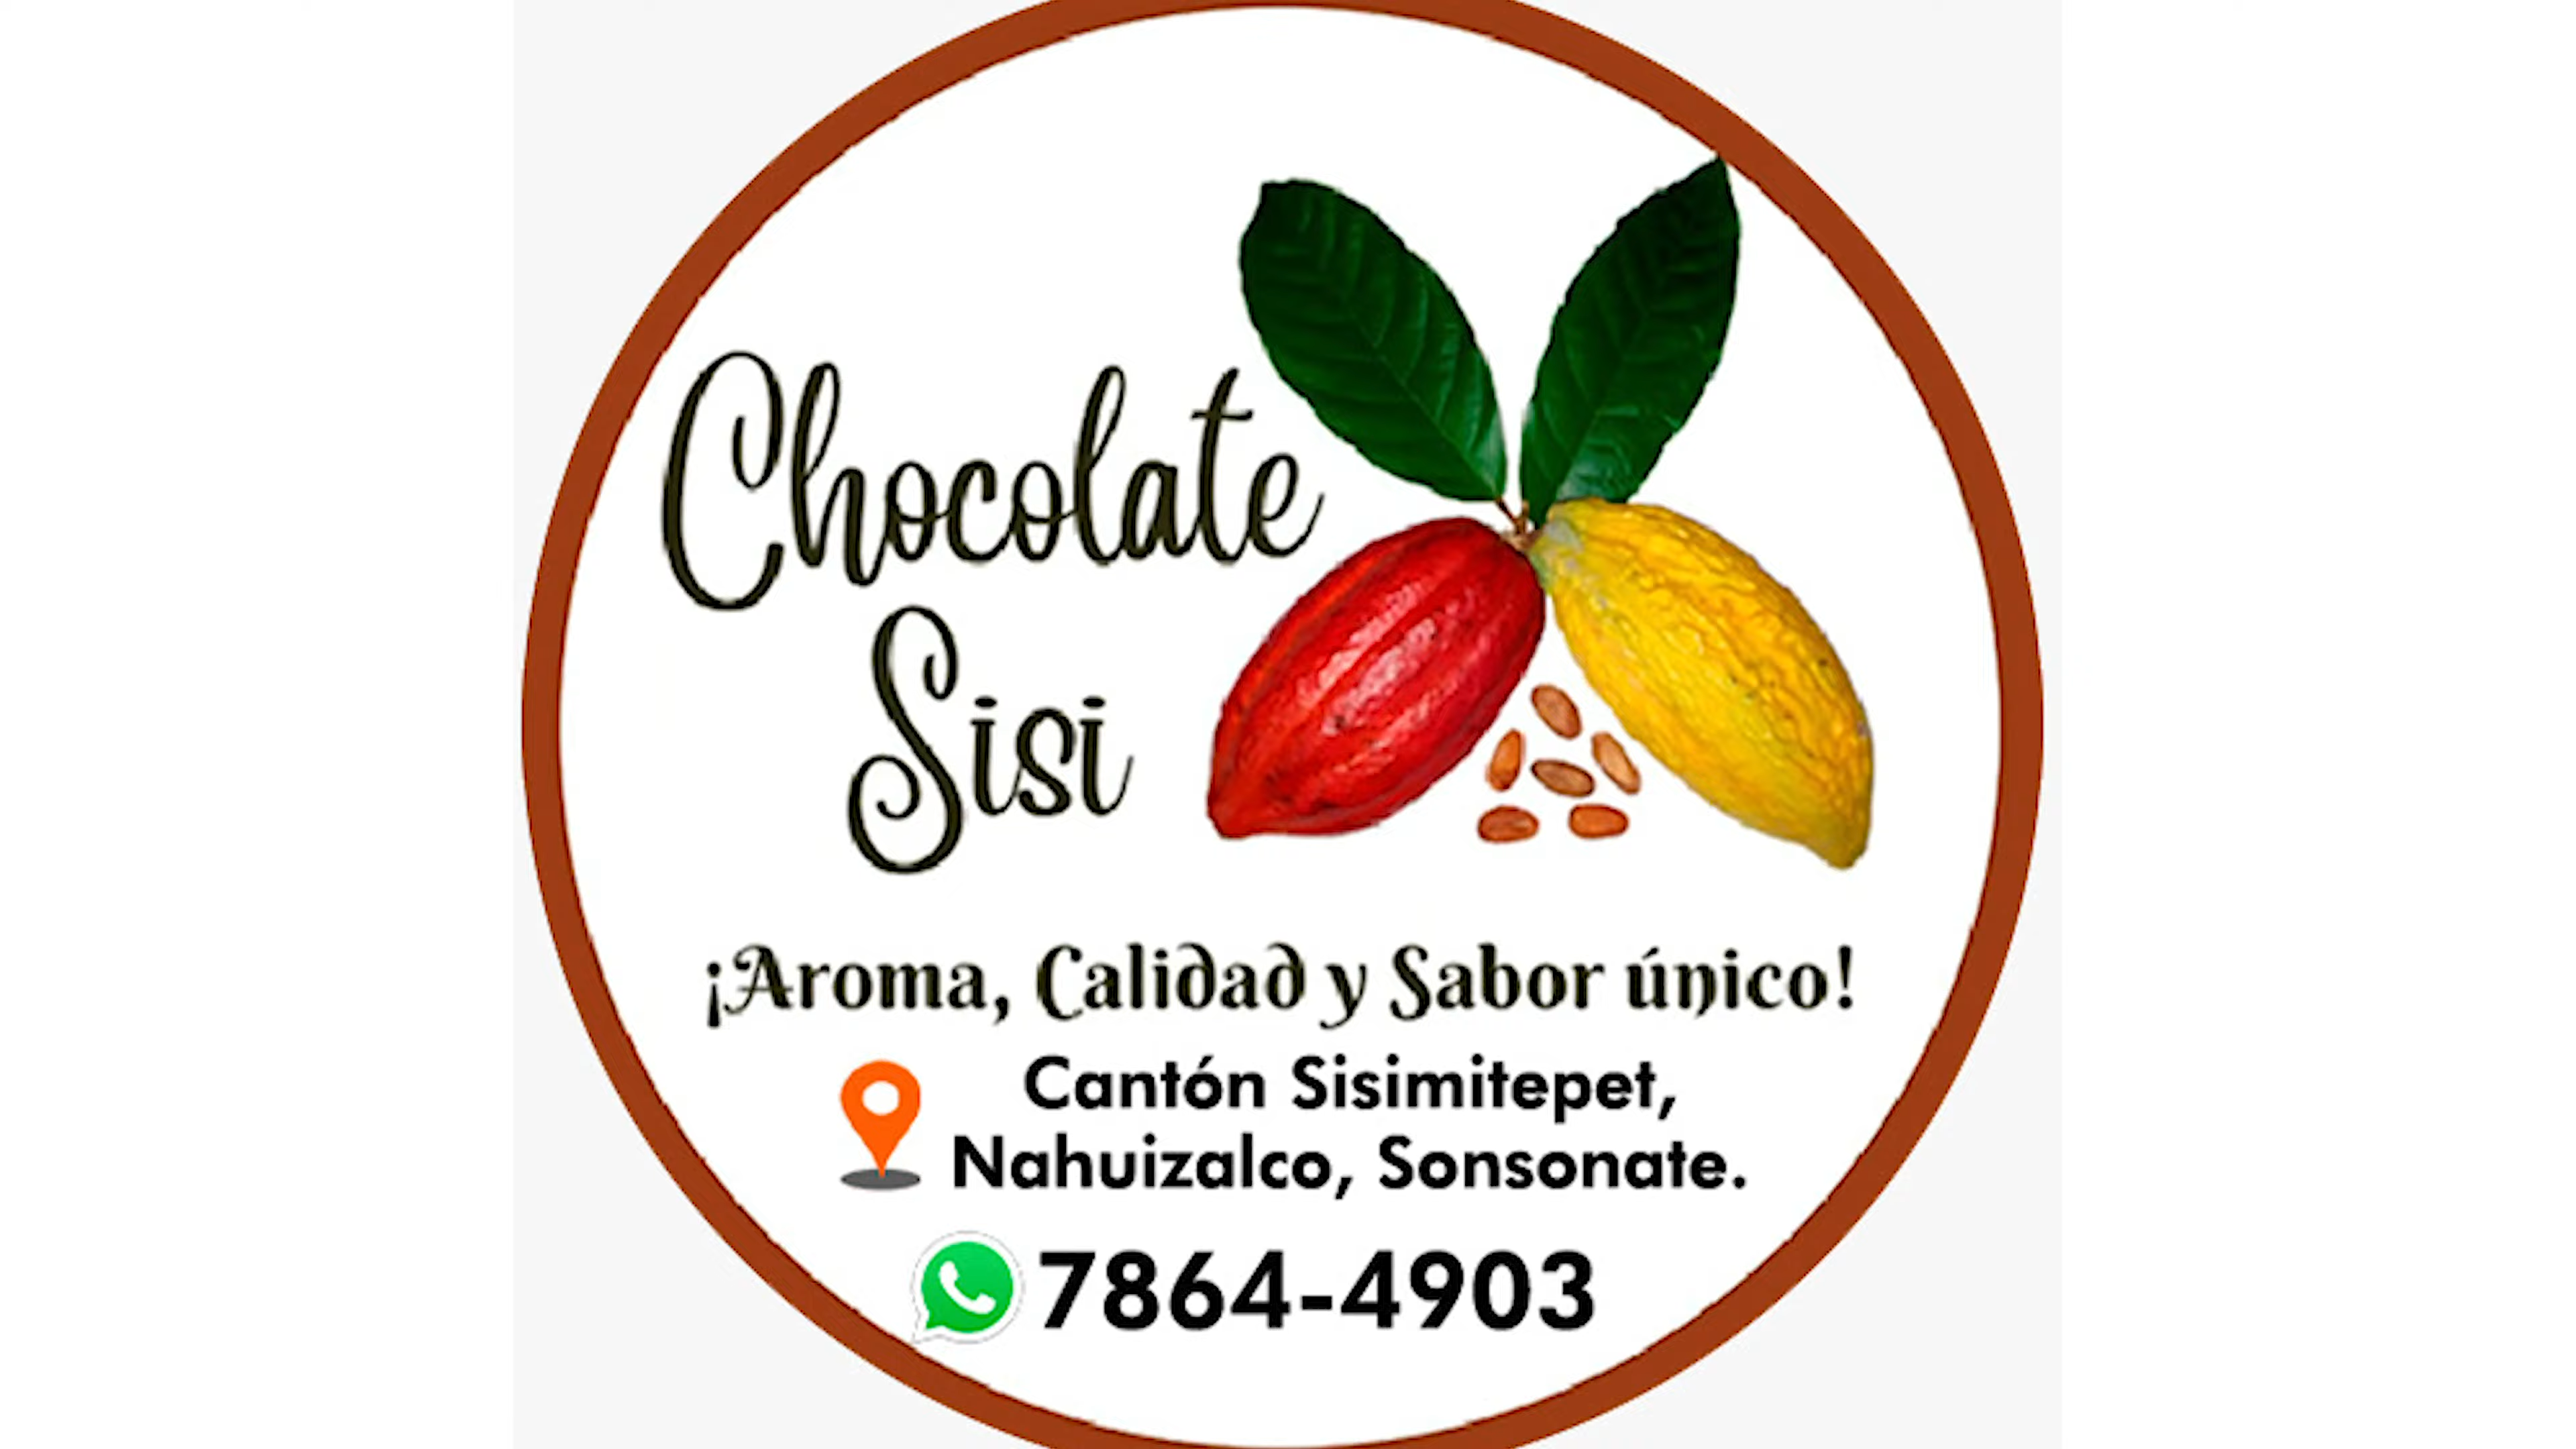 Chocolate
Sisi
¡Aroma, Calidad y Sabor único!
Cantón Sisimitepet,
Nahuizalco, Sonsonate.
7864-4903